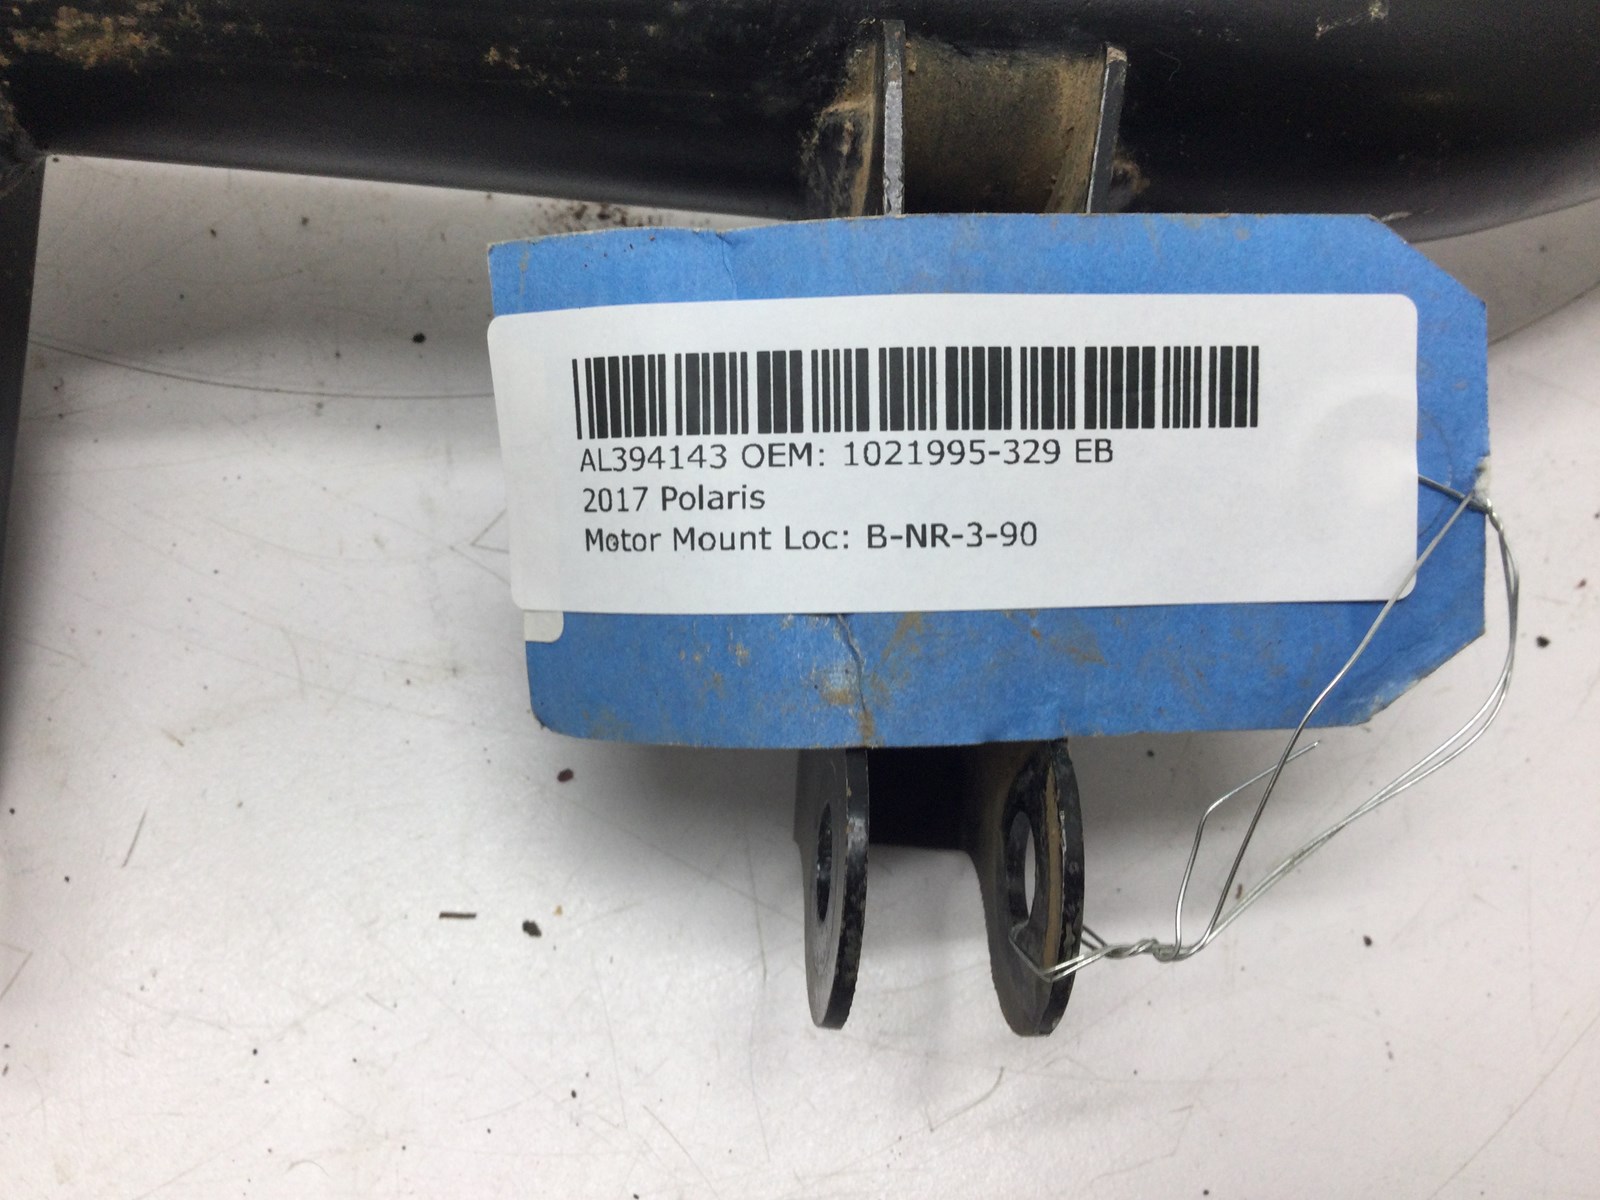 AL394143 OEM: 1021995-329 EB
2017 Polaris
Motor Mount Loc: B-NR-3-90